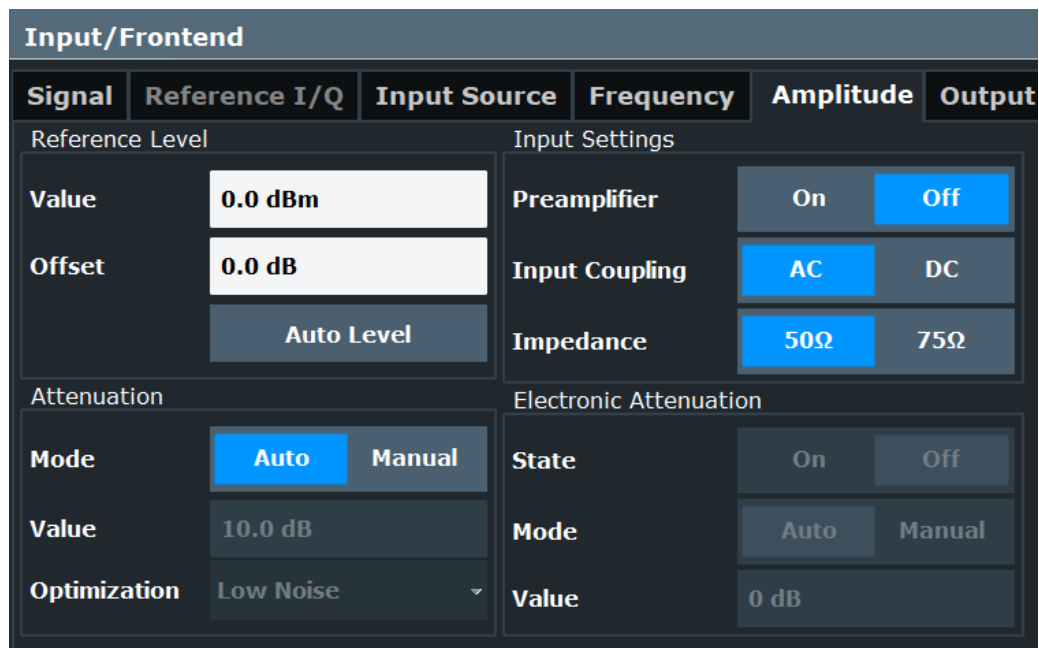 Input/Frontend
Signal Reference I/Q Input Source Frequency Amplitude Output
Reference Level
Value 0.0 dBm
Offset 0.0 dB
Auto Level
Input Settings
Preamplifier On Off
Input Coupling AC DC
Impedance 50Ω 75Ω
Attenuation
Mode Auto Manual
Value 10.0 dB
Optimization Low Noise
Electronic Attenuation
State On Off
Mode Auto Manual
Value 0 dB